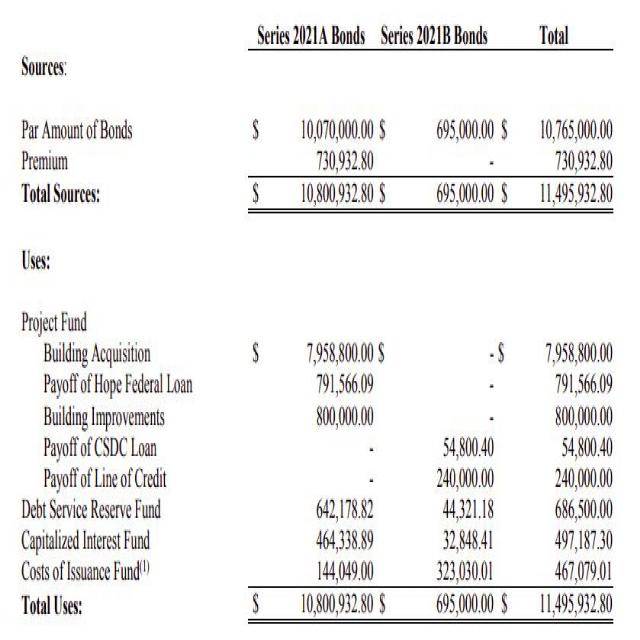 Series 2021A Bonds Series 2021B Bonds Total
Sources:
Par Amount of Bonds $ 10,070,000.00 $ 695,000.00 $ 10,765,000.00
Premium 730,932.80 - 730,932.80
Total Sources: $ 10,800,932.80 $ 695,000.00 $ 11,495,932.80
Uses:
Project Fund
Building Acquisition $ 7,958,800.00 $ - $ 7,958,800.00
Payoff of Hope Federal Loan 791,566.09 - 791,566.09
Building Improvements 800,000.00 - 800,000.00
Payoff of CSDC Loan - 54,800.40 54,800.40
Payoff of Line of Credit - 240,000.00 240,000.00
Debt Service Reserve Fund 642,178.82 44,321.18 686,500.00
Capitalized Interest Fund 464,338.89 32,848.41 497,187.30
Costs of Issuance Fund(1) 144,049.00 323,030.01 467,079.01
Total Uses: $ 10,800,932.80 $ 695,000.00 $ 11,495,932.80